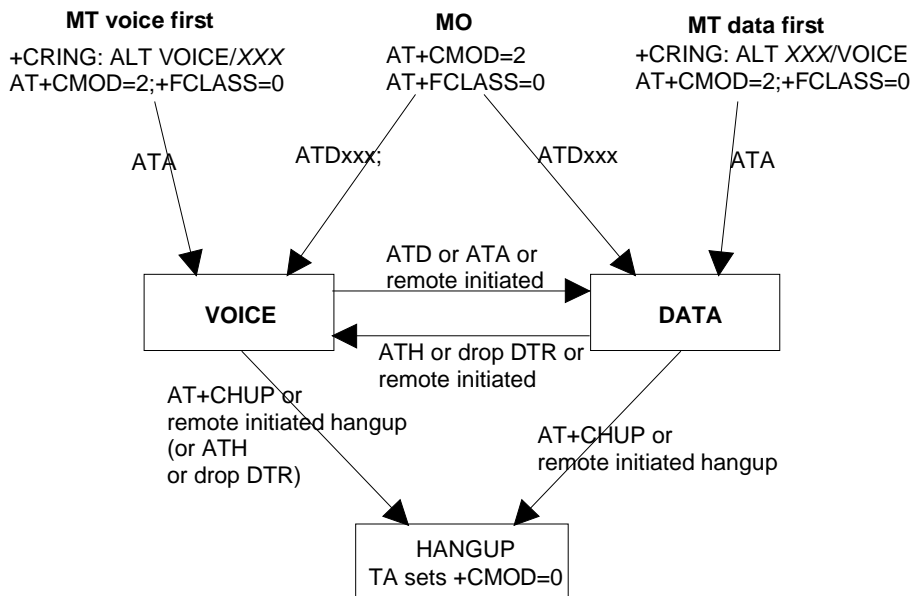 MT voice first
+CRING: ALT VOICE/XXX
AT+CMOD=2;+FCLASS=0
MO
AT+CMOD=2
AT+FCLASS=0
MT data first
+CRING: ALT XXX/VOICE
AT+CMOD=2;+FCLASS=0
ATA
ATDxxx;
ATDxxx
ATA
ATD or ATA or
remote initiated
VOICE
DATA
ATH or drop DTR or
remote initiated
AT+CHUP or
remote initiated hangup
(or ATH
or drop DTR)
AT+CHUP or
remote initiated hangup
HANGUP
TA sets +CMOD=0